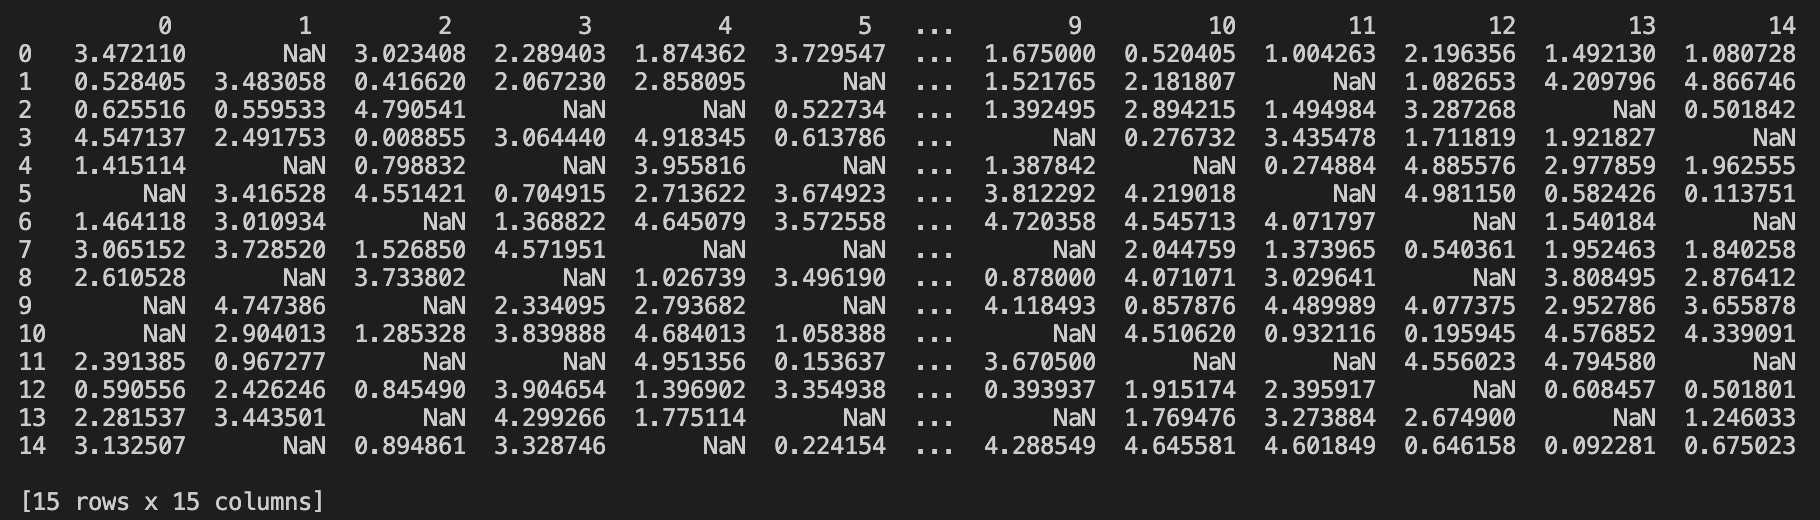 0 1 2 3 4 5 ... 9 10 11 12 13 14
0 3.472110 NaN 3.023408 2.289403 1.874362 3.729547 ... 1.675000 0.520405 1.004263 2.196356 1.492130 1.080728
1 0.528405 3.483058 0.416620 2.067230 2.858095 NaN ... 1.521765 2.181807 NaN 1.082653 4.209796 4.866746
2 0.625516 0.559533 4.790541 NaN NaN 0.522734 ... 1.392495 2.894215 1.494984 3.287268 NaN 0.501842
3 4.547137 2.491753 0.008855 3.064440 4.918345 0.613786 ... NaN 0.276732 3.435478 1.711819 1.921827 NaN
4 1.415114 NaN 0.798832 NaN 3.955816 NaN ... 1.387842 NaN 0.274884 4.885576 2.977859 1.962555
5 NaN 3.416528 4.551421 0.704915 2.713622 3.674923 ... 3.812292 4.219018 NaN 4.981150 0.582426 0.113751
6 1.464118 3.010934 NaN 1.368822 4.645079 3.572558 ... 4.720358 4.545713 4.071797 NaN 1.540184 NaN
7 3.065152 3.728520 1.526850 4.571951 NaN NaN ... NaN 2.044759 1.373965 0.540361 1.952463 1.840258
8 2.610528 NaN 3.733802 NaN 1.026739 3.496190 ... 0.878000 4.071071 3.029641 NaN 3.808495 2.876412
9 NaN 4.747386 NaN 2.334095 2.793682 NaN ... 4.118493 0.857876 4.489989 4.077375 2.952786 3.655878
10 NaN 2.904013 1.285328 3.839888 4.684013 1.058388 ... NaN 4.510620 0.932116 0.195945 4.576852 4.339091
11 2.391385 0.967277 NaN NaN 4.951356 0.153637 ... 3.670500 NaN NaN 4.556023 4.794580 NaN
12 0.590556 2.426246 0.845490 3.904654 1.396902 3.354938 ... 0.393937 1.915174 2.395917 NaN 0.608457 0.501801
13 2.281537 3.443501 NaN 4.299266 1.775114 NaN ... NaN 1.769476 3.273884 2.674900 NaN 1.246033
14 3.132507 NaN 0.894861 3.328746 NaN 0.224154 ... 4.288549 4.645581 4.601849 0.646158 0.092281 0.675023
[15 rows x 15 columns]